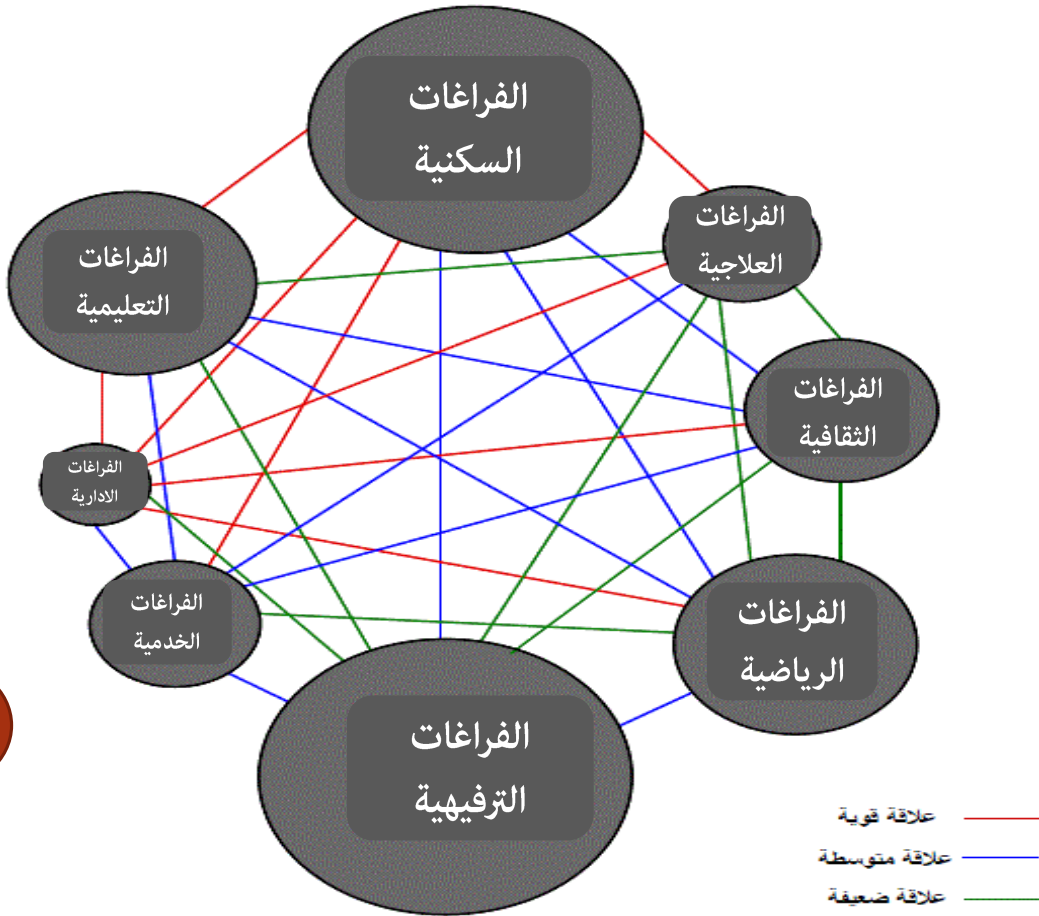 الفراغات
السكنية
الفراغات
العلاجية
الفراغات
التعليمية
الفراغات
الثقافية
الفراغات
الادارية
الفراغات
الخدمية
الفراغات
الرياضية
الفراغات
الترفيهية
علاقة قوية
علاقة متوسطة
علاقة ضعيفة